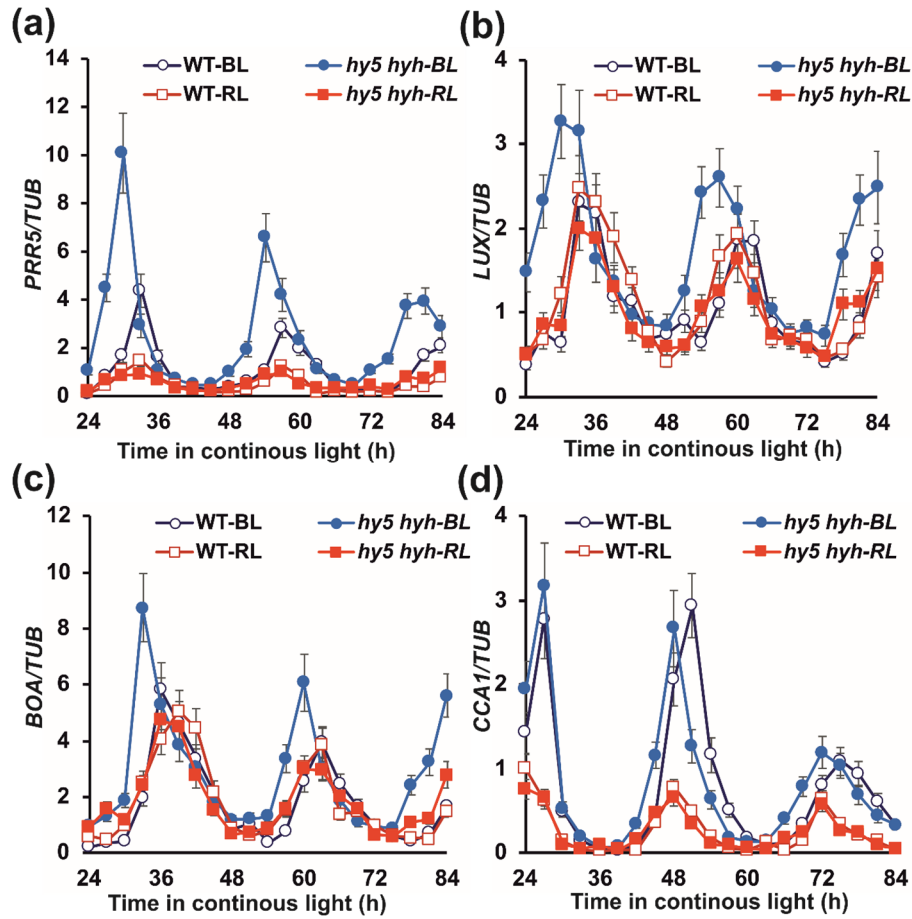 (a)
14
12
10
8
6
4
2
0
PRR5/TUB
WT-BL hy5 hyh-BL
WT-RL hy5 hyh-RL
24 36 48 60 72 84
Time in continous light (h)
(b)
4
3
2
1
0
LUX/TUB
WT-BL hy5 hyh-BL
WT-RL hy5 hyh-RL
24 36 48 60 72 84
Time in continous light (h)
(c)
12
10
8
6
4
2
0
BOA/TUB
WT-BL hy5 hyh-BL
WT-RL hy5 hyh-RL
24 36 48 60 72 84
Time in continous light (h)
(d)
4
3
2
1
0
CCA1/TUB
WT-BL hy5 hyh-BL
WT-RL hy5 hyh-RL
24 36 48 60 72 84
Time in continous light (h)